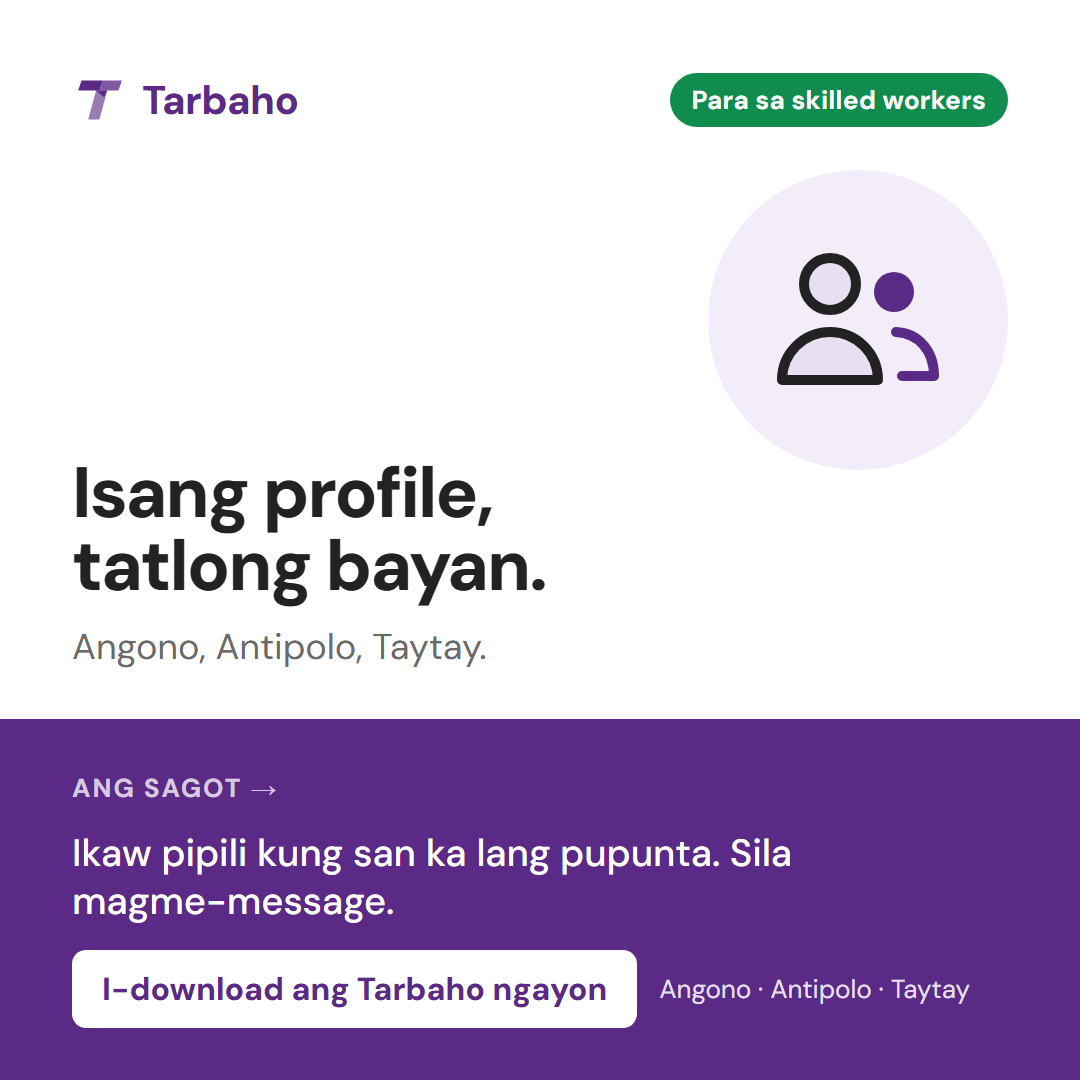 Tarbaho
Para sa skilled workers
Isang profile,
tatlong bayan.
Angono, Antipolo, Taytay.
ANG SAGOT →
Ikaw pipili kung san ka lang pupunta. Sila
magme-message.
I-download ang Tarbaho ngayon
Angono · Antipolo · Taytay